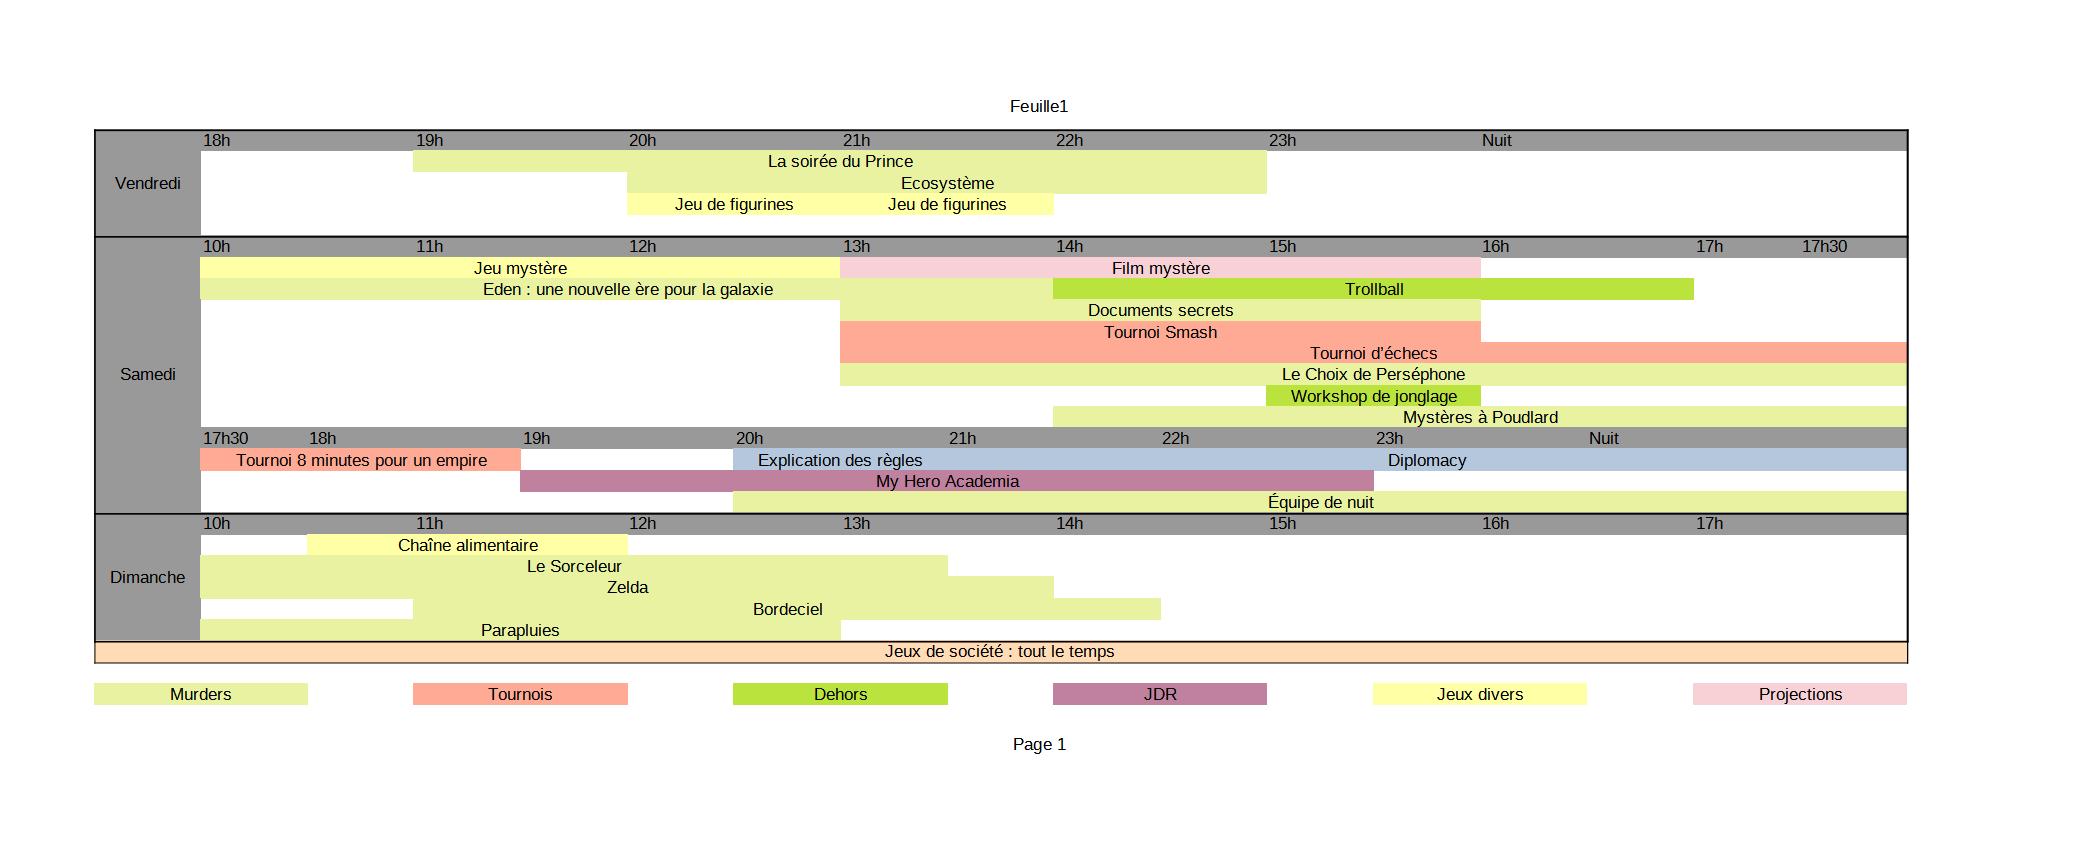 Feuille1
18h 19h 20h 21h 22h 23h Nuit
La soirée du Prince
Vendredi
Ecosystème
Jeu de figurines Jeu de figurines
10h 11h 12h 13h 14h 15h 16h 17h 17h30
Jeu mystère Film mystère
Eden : une nouvelle ère pour la galaxie Trollball
Documents secrets
Tournoi Smash
Tournoi d’échecs
Samedi
Le Choix de Perséphone
Workshop de jonglage
Mystères à Poudlard
17h30 18h 19h 20h 21h 22h 23h Nuit
Tournoi 8 minutes pour un empire Explication des règles Diplomacy
My Hero Academia
Équipe de nuit
10h 11h 12h 13h 14h 15h 16h 17h
Chaîne alimentaire
Le Sorceleur
Dimanche
Zelda
Bordeciel
Parapluies
Jeux de société : tout le temps
Murders Tournois Dehors JDR Jeux divers Projections
Page 1